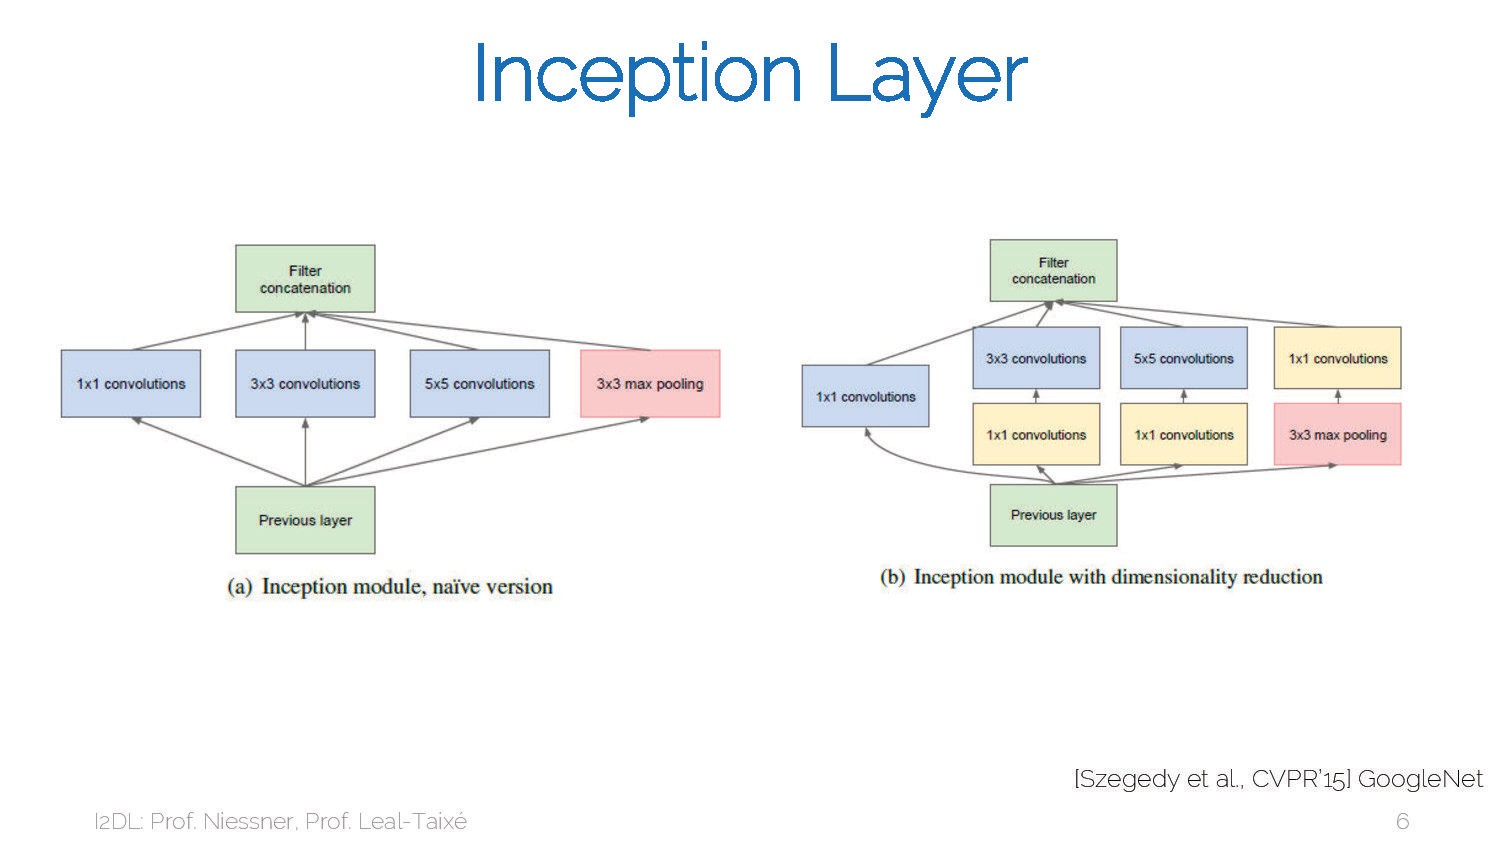 Inception Layer
Filter
concatenation
1x1 convolutions
3x3 convolutions
5x5 convolutions
3x3 max pooling
Previous layer
(a) Inception module, naïve version
Filter
concatenation
3x3 convolutions
5x5 convolutions
1x1 convolutions
1x1 convolutions
1x1 convolutions
1x1 convolutions
3x3 max pooling
Previous layer
(b) Inception module with dimensionality reduction
[Szegedy et al., CVPR'15] GoogleNet
I2DL: Prof. Niessner, Prof. Leal-Taixé
6